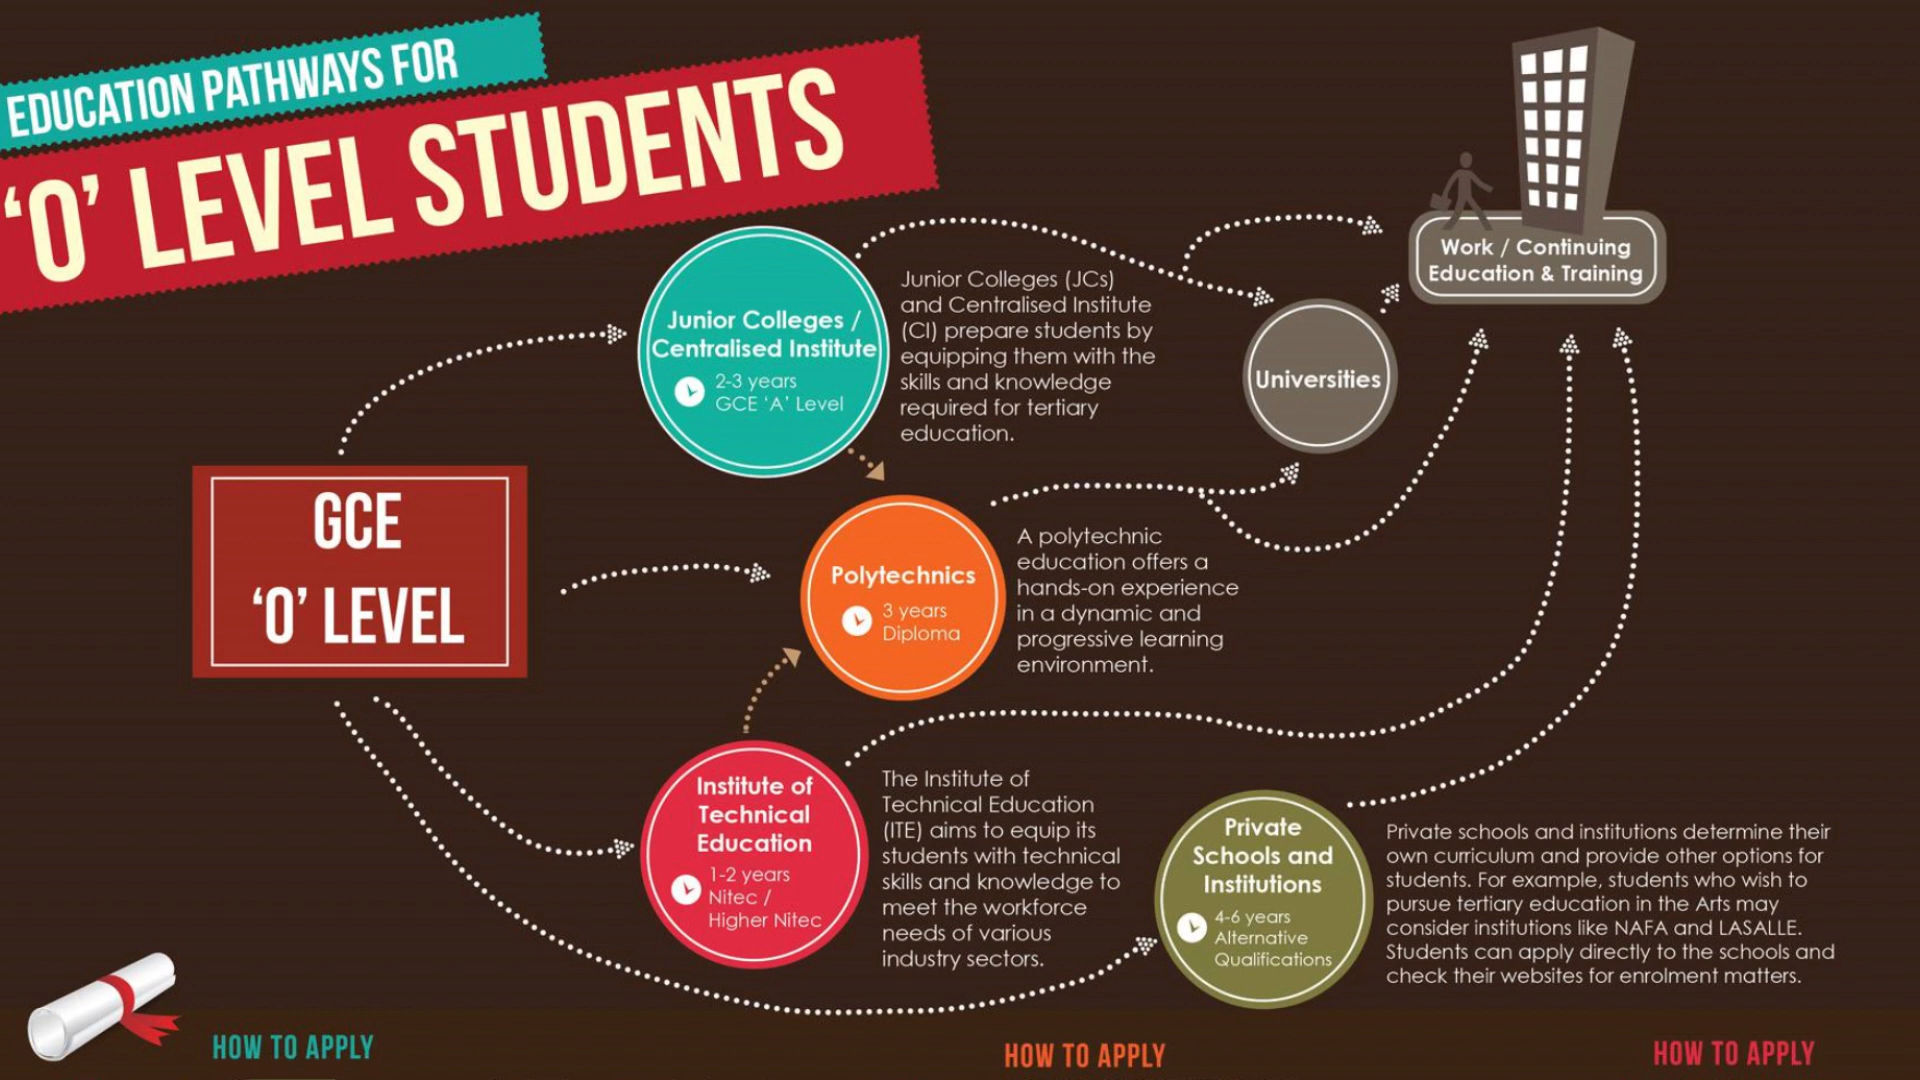 EDUCATION PATHWAYS FOR
‘O’ LEVEL STUDENTS
Work / Continuing
Education & Training
Junior Colleges /
Centralised Institute
2-3 years
GCE ‘A’ Level
Junior Colleges (JCs)
and Centralised Institute
(CI) prepare students by
equipping them with the
skills and knowledge
required for tertiary
education.
Universities
GCE
‘O’ LEVEL
Polytechnics
3 years
Diploma
A polytechnic
education offers a
hands-on experience
in a dynamic and
progressive learning
environment.
Institute of
Technical
Education
1-2 years
Nitec /
Higher Nitec
The Institute of
Technical Education
(ITE) aims to equip its
students with technical
skills and knowledge to
meet the workforce
needs of various
industry sectors.
Private
Schools and
Institutions
4-6 years
Alternative
Qualifications
Private schools and institutions determine their
own curriculum and provide other options for
students. For example, students who wish to
pursue tertiary education in the Arts may
consider institutions like NAFA and LASALLE.
Students can apply directly to the schools and
check their websites for enrolment matters.
HOW TO APPLY
HOW TO APPLY
HOW TO APPLY